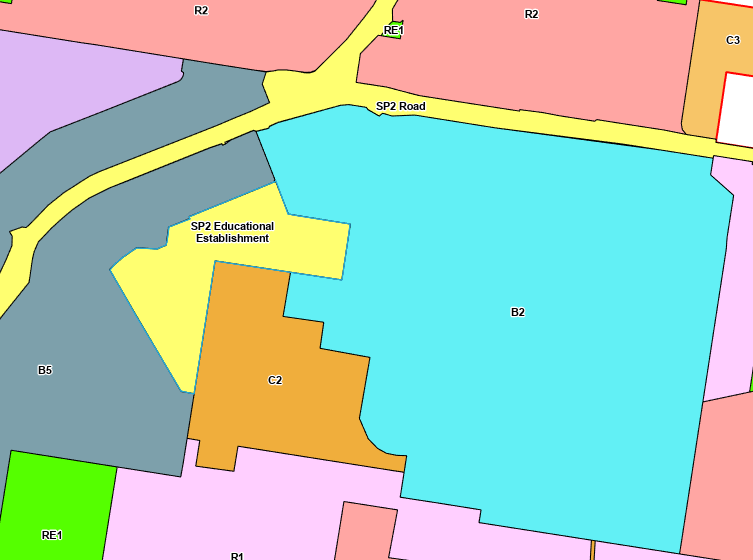 R2
R2
RE1
C3
SP2 Road
SP2 Educational
Establishment
B2
B5
C2
RE1
R1